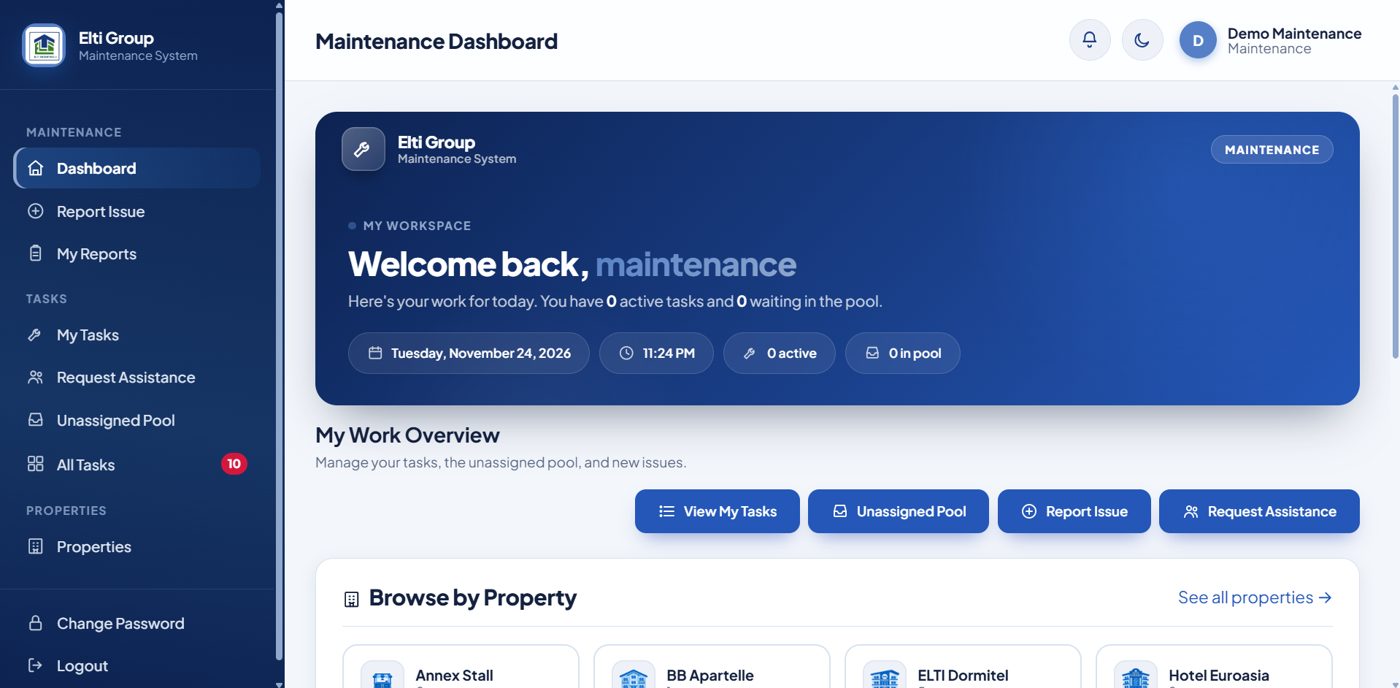 Elti Group
Maintenance System
MAINTENANCE
Dashboard
Report Issue
My Reports
TASKS
My Tasks
Request Assistance
Unassigned Pool
All Tasks 10
PROPERTIES
Properties
Change Password
Logout
Maintenance Dashboard
D
Demo Maintenance
Maintenance
Elti Group
Maintenance System
MAINTENANCE
MY WORKSPACE
Welcome back, maintenance
Here's your work for today. You have 0 active tasks and 0 waiting in the pool.
Tuesday, November 24, 2026 11:24 PM 0 active 0 in pool
My Work Overview
Manage your tasks, the unassigned pool, and new issues.
View My Tasks Unassigned Pool Report Issue Request Assistance
Browse by Property See all properties →
Annex Stall BB Apartelle ELTI Dormitel Hotel Euroasia